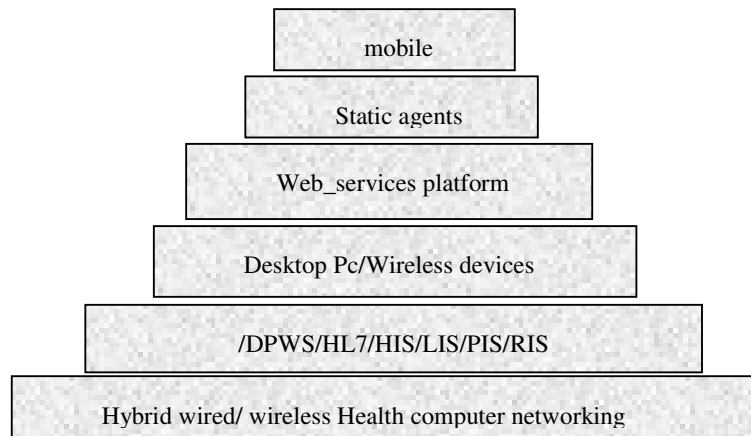 mobile
Static agents
Web_services platform
Desktop Pc/Wireless devices
/DPWS/HL7/HIS/LIS/PIS/RIS
Hybrid wired/ wireless Health computer networking